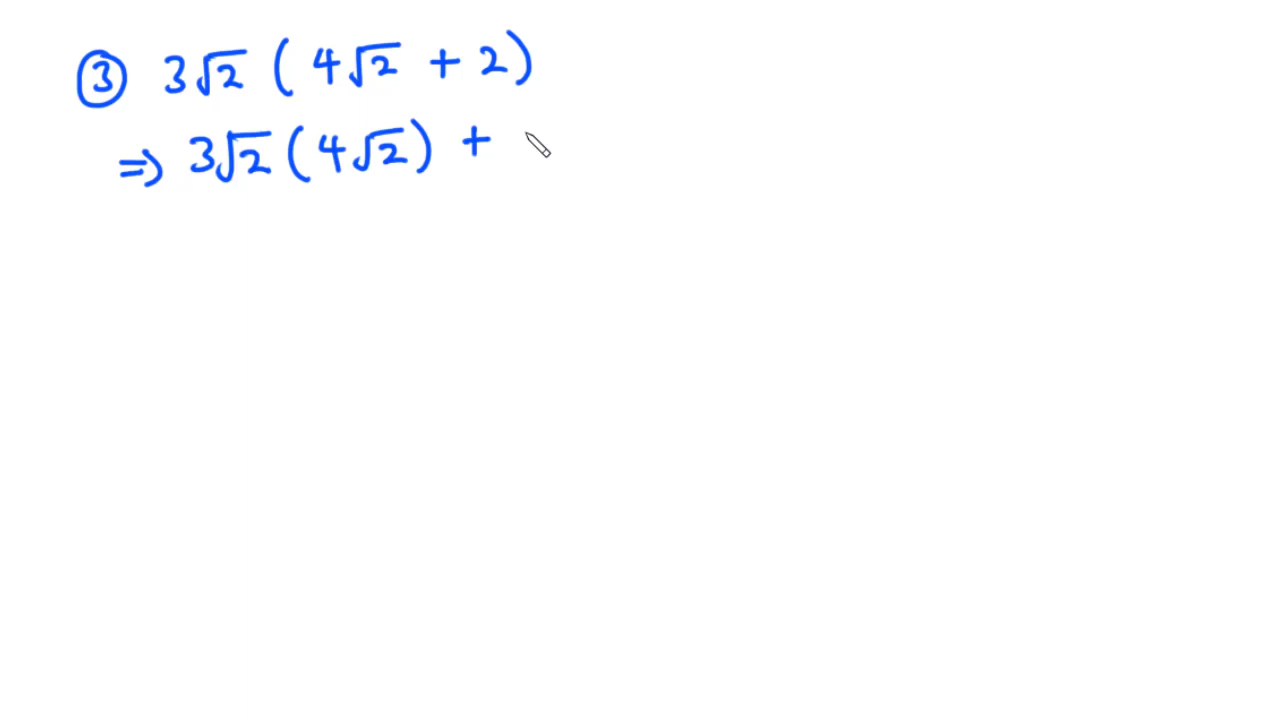 ③ 3√2 ( 4√2 + 2 )
⇒ 3√2 ( 4√2 ) +